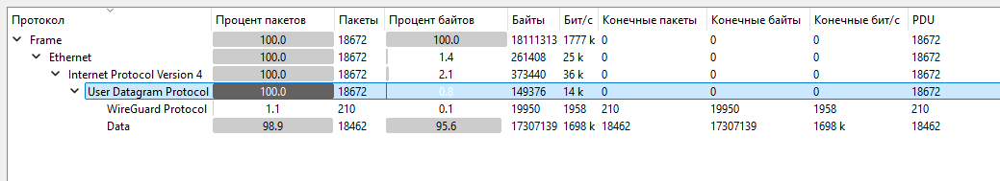 Протокол Процент пакетов Пакеты Процент байтов Байты Бит/с Конечные пакеты Конечные байты Конечные бит/с PDU
Frame 100.0 18672 100.0 18111313 1777 k 0 0 0 18672
Ethernet 100.0 18672 1.4 261408 25 k 0 0 0 18672
Internet Protocol Version 4 100.0 18672 2.1 373440 36 k 0 0 0 18672
User Datagram Protocol 100.0 18672 0.8 149376 14 k 0 0 0 18672
WireGuard Protocol 1.1 210 0.1 19950 1958 210 19950 1958 210
Data 98.9 18462 95.6 17307139 1698 k 18462 17307139 1698 k 18462